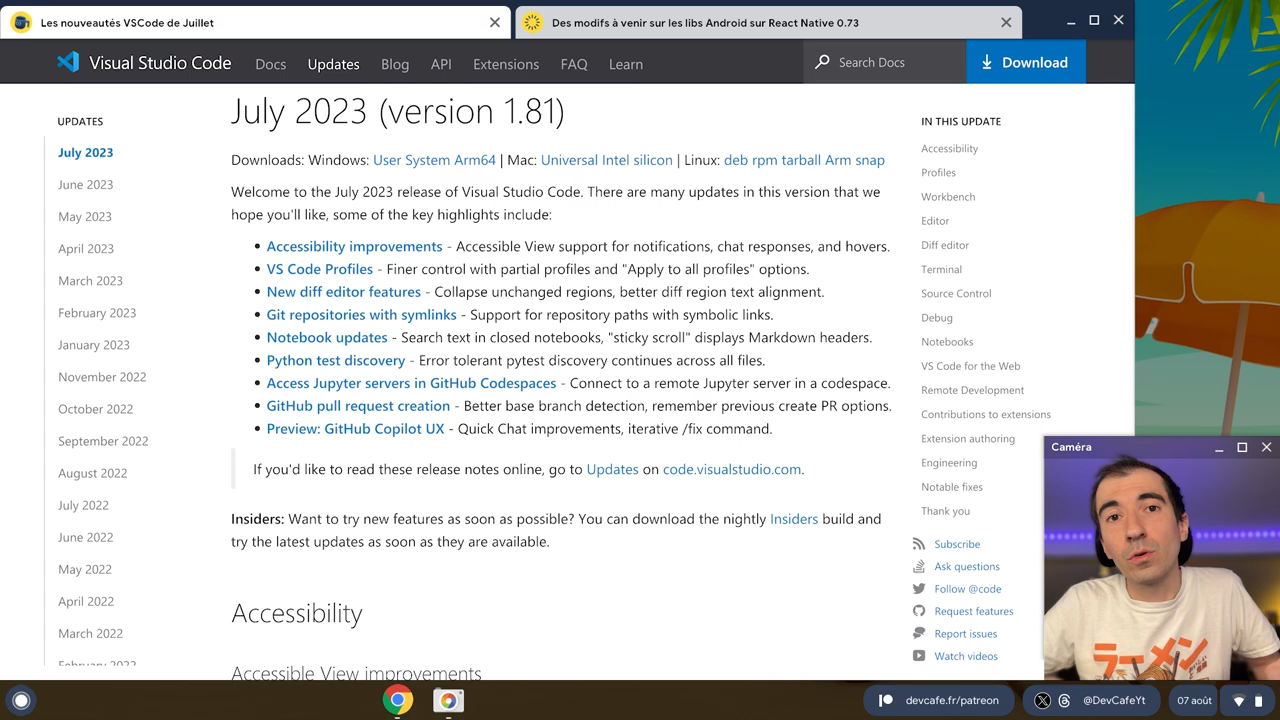 Les nouveautés VSCode de Juillet
Des modifs à venir sur les libs Android sur React Native 0.73
Visual Studio Code
Docs
Updates
Blog
API
Extensions
FAQ
Learn
Search Docs
Download
UPDATES
July 2023
June 2023
May 2023
April 2023
March 2023
February 2023
January 2023
November 2022
October 2022
September 2022
August 2022
July 2022
June 2022
May 2022
April 2022
March 2022
February 2022
July 2023 (version 1.81)
Downloads: Windows: User System Arm64 | Mac: Universal Intel silicon | Linux: deb rpm tarball Arm snap
Welcome to the July 2023 release of Visual Studio Code. There are many updates in this version that we
hope you'll like, some of the key highlights include:
• Accessibility improvements - Accessible View support for notifications, chat responses, and hovers.
• VS Code Profiles - Finer control with partial profiles and "Apply to all profiles" options.
• New diff editor features - Collapse unchanged regions, better diff region text alignment.
• Git repositories with symlinks - Support for repository paths with symbolic links.
• Notebook updates - Search text in closed notebooks, "sticky scroll" displays Markdown headers.
• Python test discovery - Error tolerant pytest discovery continues across all files.
• Access Jupyter servers in GitHub Codespaces - Connect to a remote Jupyter server in a codespace.
• GitHub pull request creation - Better base branch detection, remember previous create PR options.
• Preview: GitHub Copilot UX - Quick Chat improvements, iterative /fix command.
If you'd like to read these release notes online, go to Updates on code.visualstudio.com.
Insiders: Want to try new features as soon as possible? You can download the nightly Insiders build and
try the latest updates as soon as they are available.
Accessibility
Accessible View improvements
IN THIS UPDATE
Accessibility
Profiles
Workbench
Editor
Diff editor
Terminal
Source Control
Debug
Notebooks
VS Code for the Web
Remote Development
Contributions to extensions
Extension authoring
Engineering
Notable fixes
Thank you
Subscribe
Ask questions
Follow @code
Request features
Report issues
Watch videos
Caméra
ラーメン
devcafe.fr/patreon
@DevCafeYt
07 août